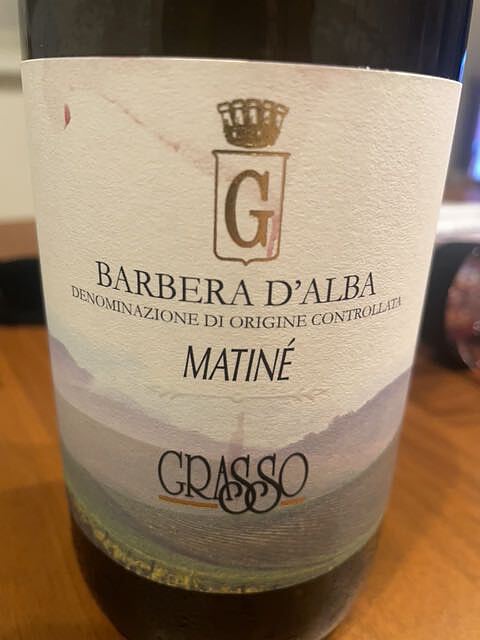 G
BARBERA D'ALBA
DENOMINAZIONE DI ORIGINE CONTROLLATA
MATINÉ
GRASSO